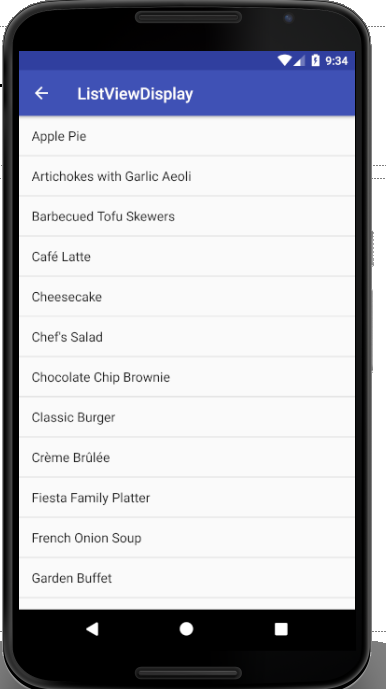 9:34
ListViewDisplay
Apple Pie
Artichokes with Garlic Aeoli
Barbecued Tofu Skewers
Café Latte
Cheesecake
Chef's Salad
Chocolate Chip Brownie
Classic Burger
Crème Brûlée
Fiesta Family Platter
French Onion Soup
Garden Buffet